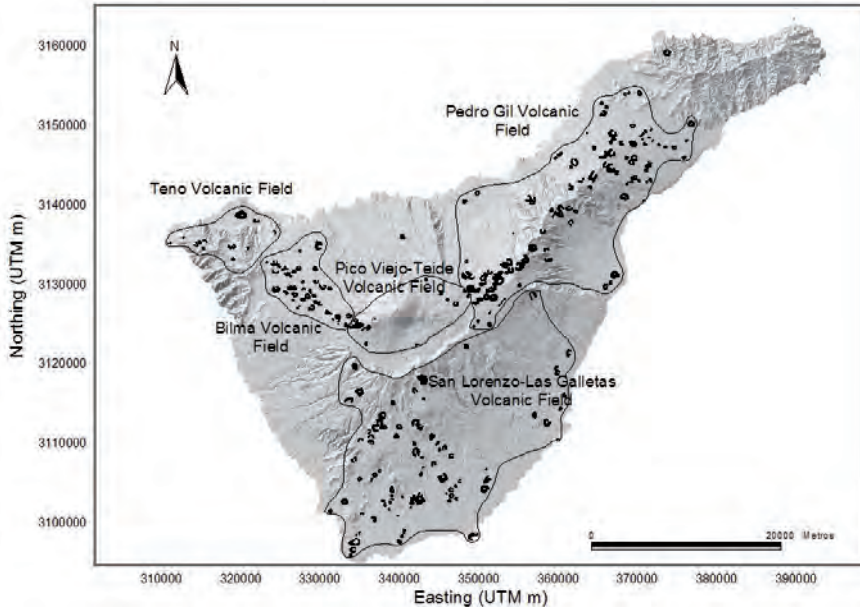 3160000
3150000
3140000
3130000
3120000
3110000
3100000
Northing (UTM m)
N
Pedro Gil Volcanic
Field
Teno Volcanic Field
Pico Viejo-Teide
Volcanic Field
Bilma Volcanic
Field
San Lorenzo-Las Galletas
Volcanic Field
0
20000 Metros
310000 320000 330000 340000 350000 360000 370000 380000 390000
Easting (UTM m)